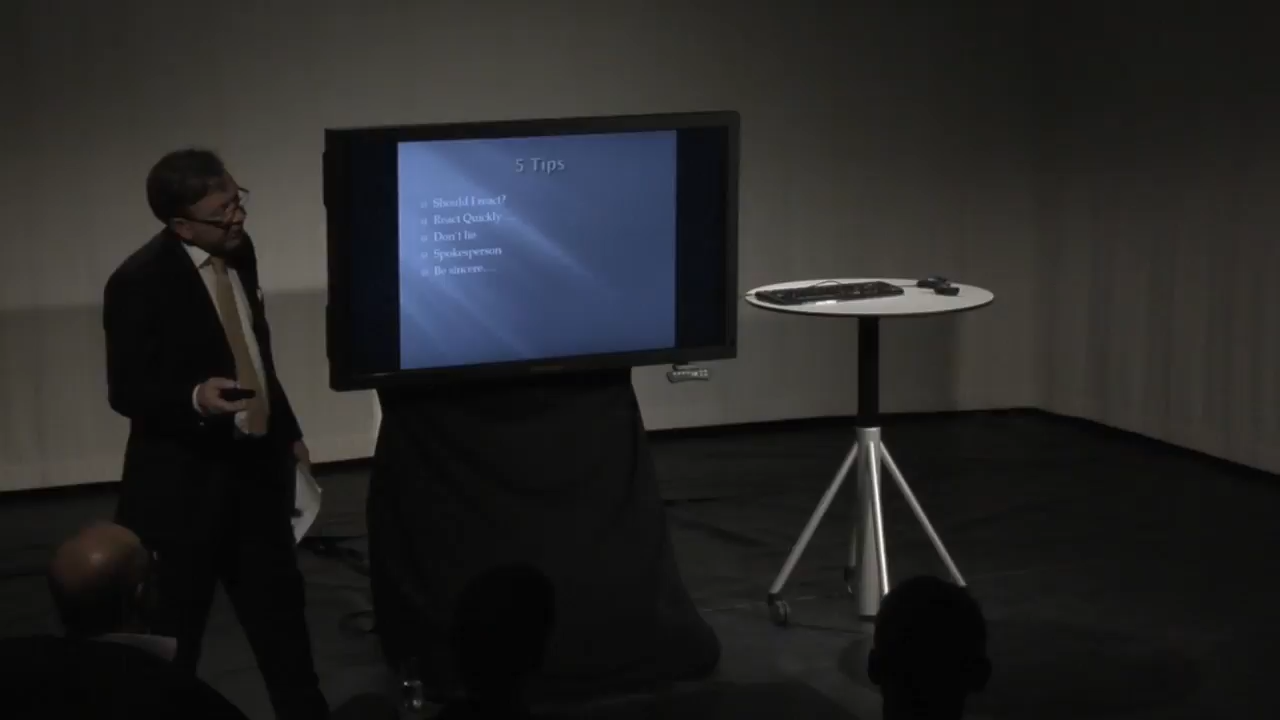 5 Tips
Should I react?
React Quickly....
Don't lie
Spokesperson
Be sincere....